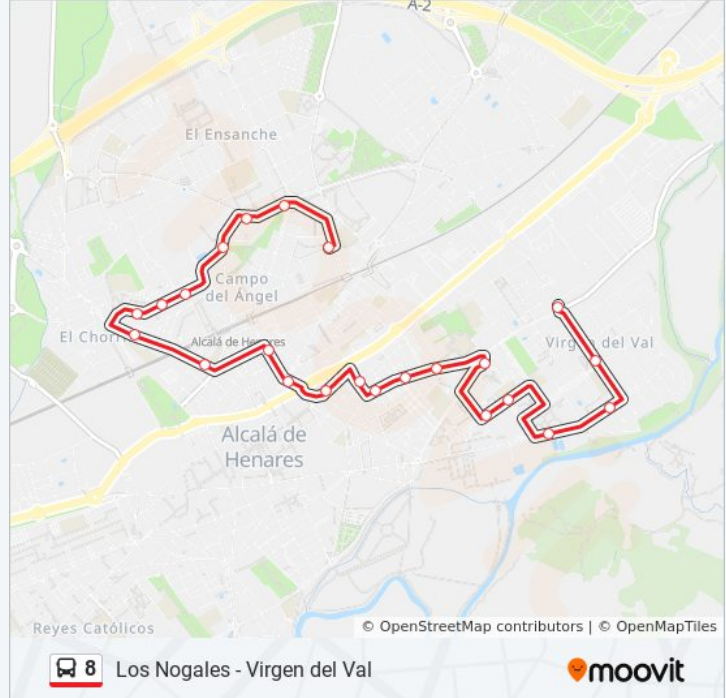 A-2
El Ensanche
Campo
del Ángel
El Chorr
Alcalá de Henares
Virgen del Val
Alcalá de
Henares
Reyes Católicos
© OpenStreetMap contributors | © OpenMapTiles
8 Los Nogales - Virgen del Val
moovit